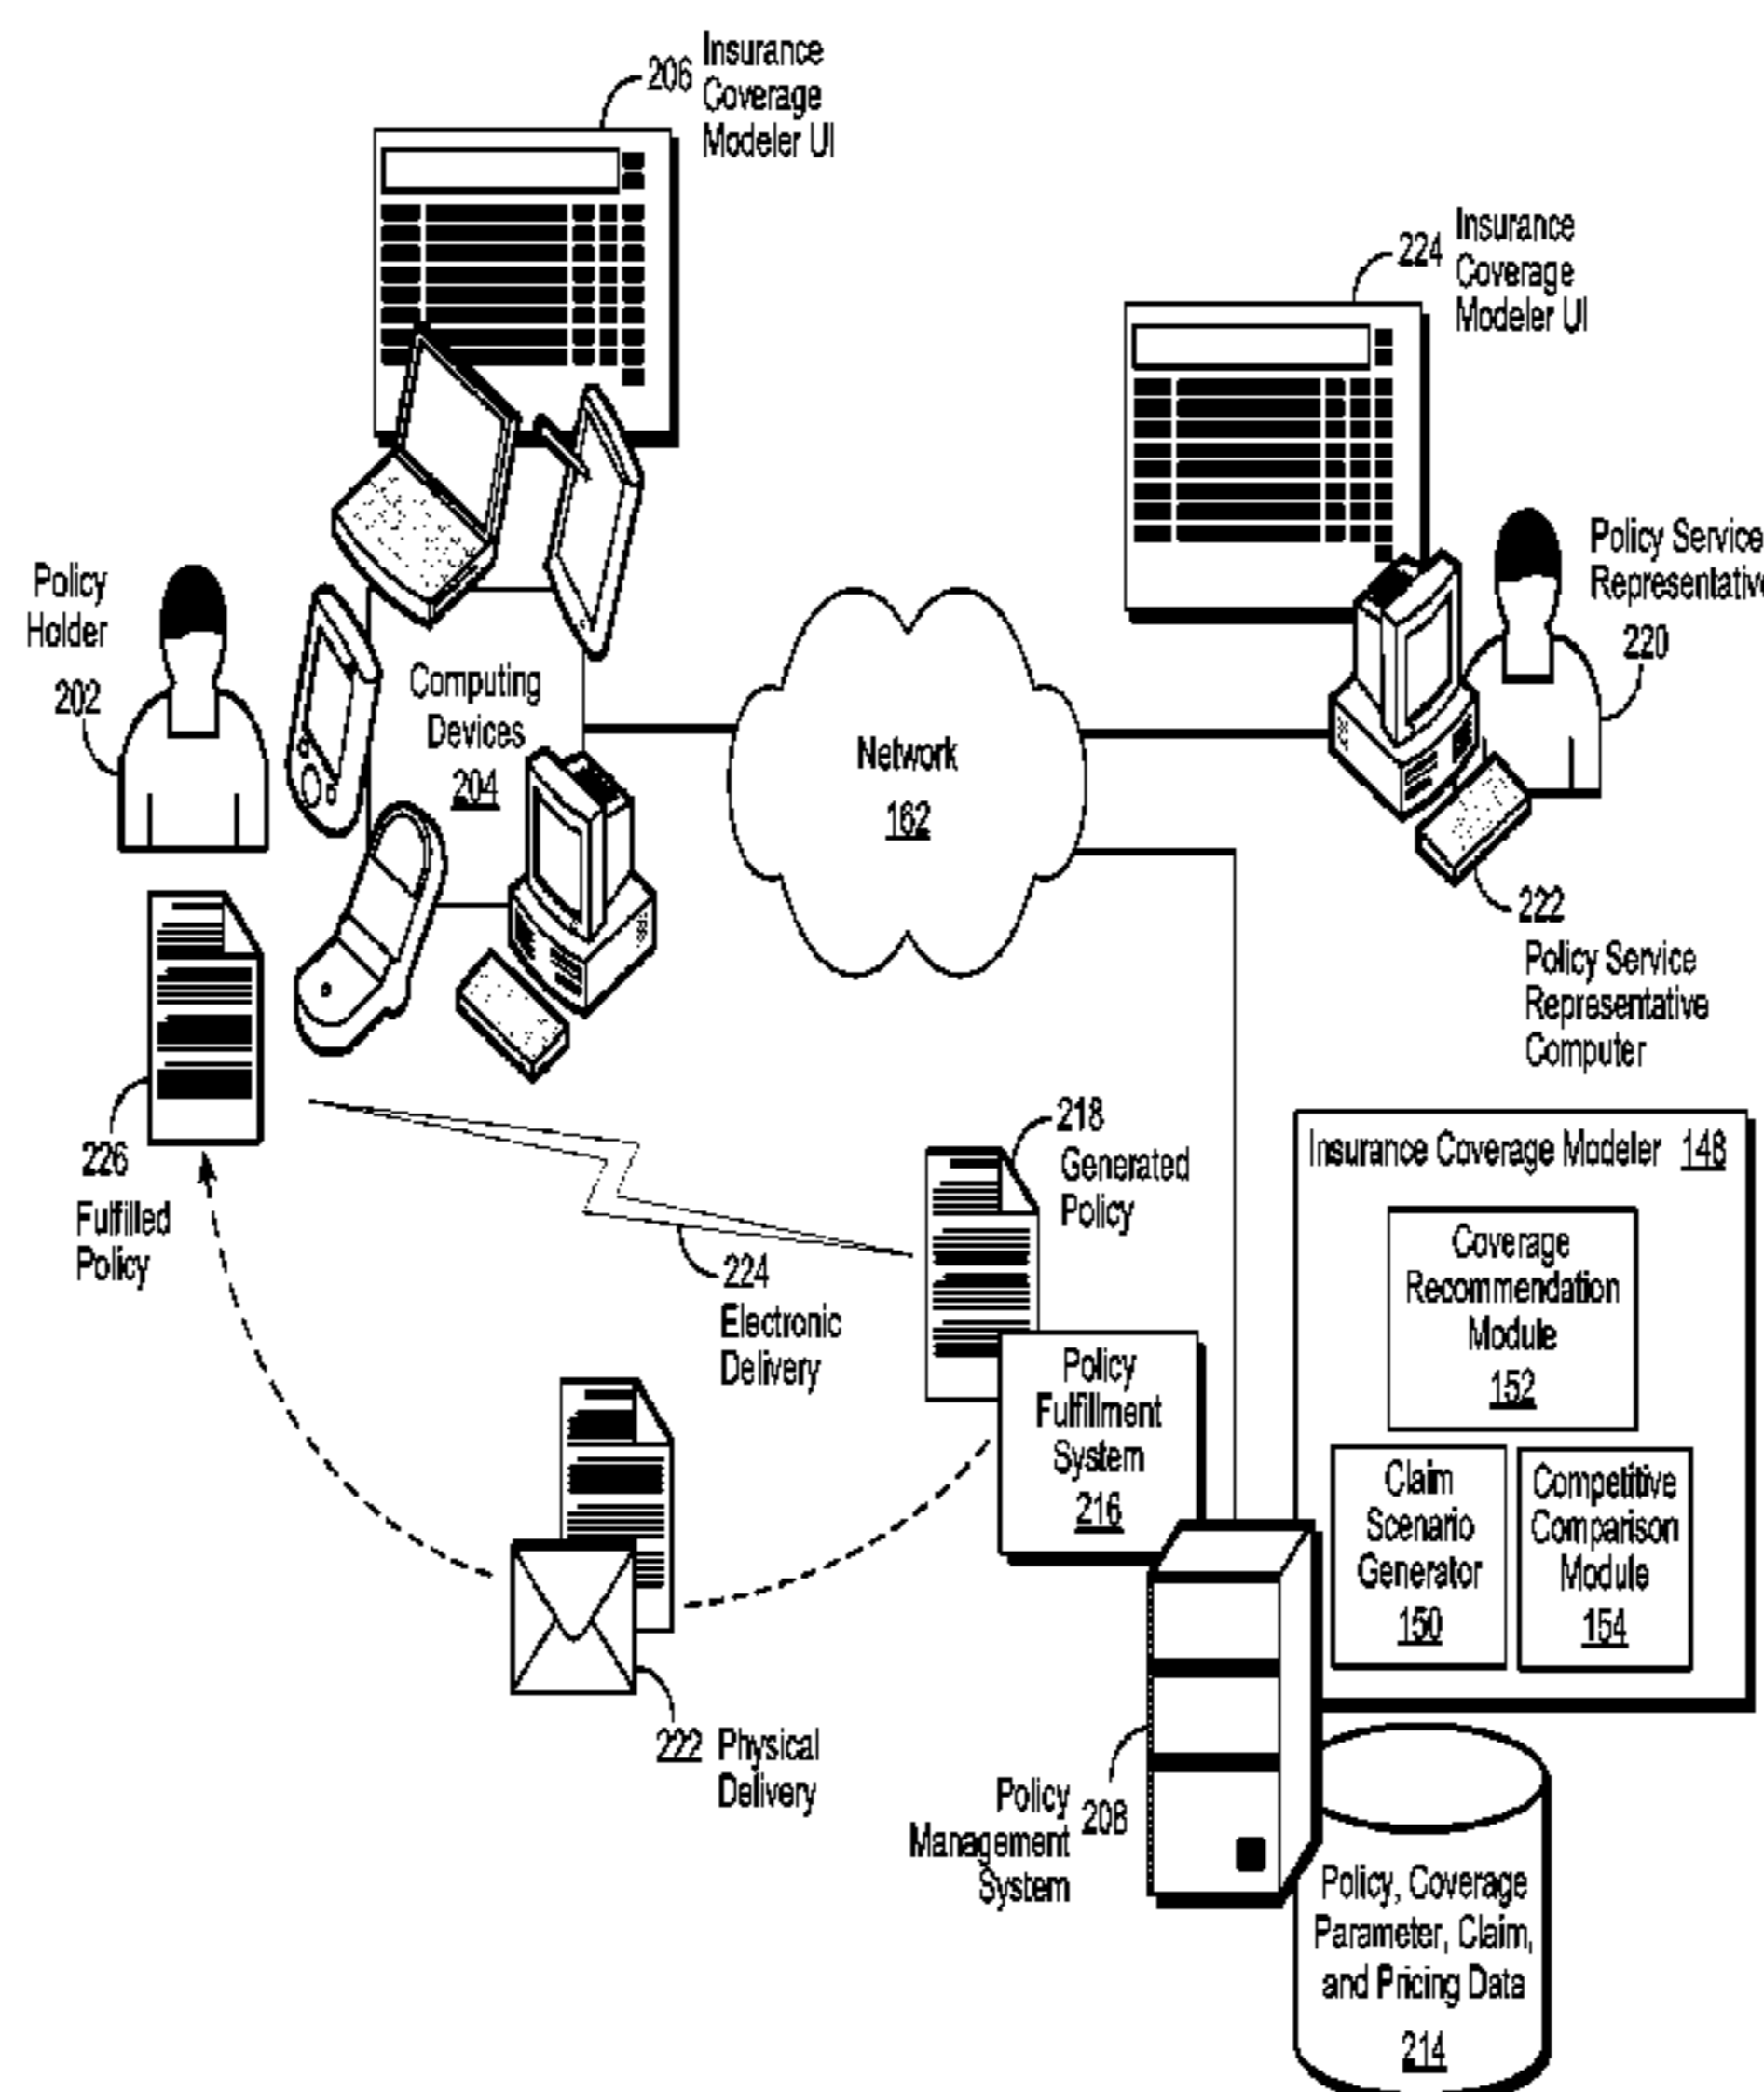 206 Insurance
Coverage
Modeler UI
224 Insurance
Coverage
Modeler UI
Policy Service
Representative
220
Policy
Holder
202
Computing
Devices
204
Network
162
222
Policy Service
Representative
Computer
226
Fulfilled
Policy
218
Generated
Policy
224
Electronic
Delivery
Insurance Coverage Modeler 148
Coverage
Recommendation
Module
152
Policy
Fulfillment
System
216
Claim
Scenario
Generator
150
Competitive
Comparison
Module
154
222 Physical
Delivery
Policy
Management
System
208
Policy, Coverage
Parameter, Claim,
and Pricing Data
214